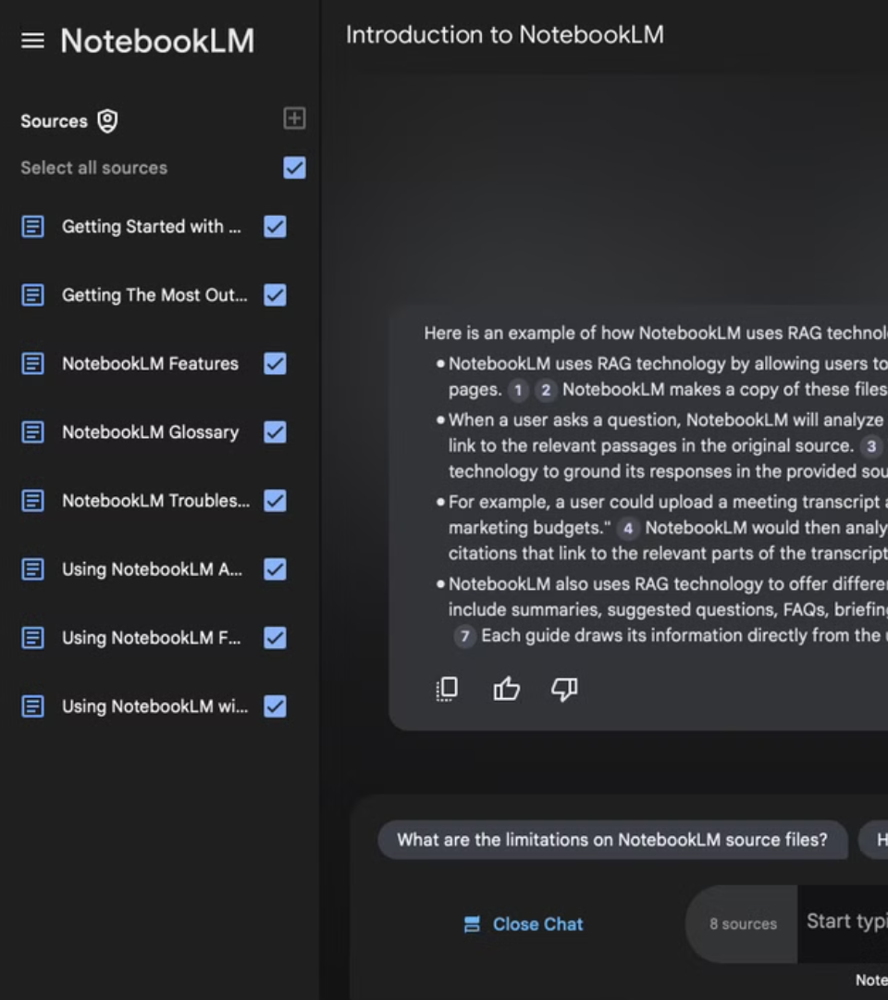 NotebookLM
Sources
Select all sources
Getting Started with ...
Getting The Most Out...
NotebookLM Features
NotebookLM Glossary
NotebookLM Troubles...
Using NotebookLM A...
Using NotebookLM F...
Using NotebookLM wi...
Introduction to NotebookLM
Here is an example of how NotebookLM uses RAG technol
• NotebookLM uses RAG technology by allowing users to
pages. 1 2 NotebookLM makes a copy of these files
• When a user asks a question, NotebookLM will analyze
link to the relevant passages in the original source. 3
technology to ground its responses in the provided sou
• For example, a user could upload a meeting transcript a
marketing budgets." 4 NotebookLM would then analy
citations that link to the relevant parts of the transcript
• NotebookLM also uses RAG technology to offer differe
include summaries, suggested questions, FAQs, briefing
7 Each guide draws its information directly from the u
What are the limitations on NotebookLM source files?
H
Close Chat
8 sources
Start typi
Note